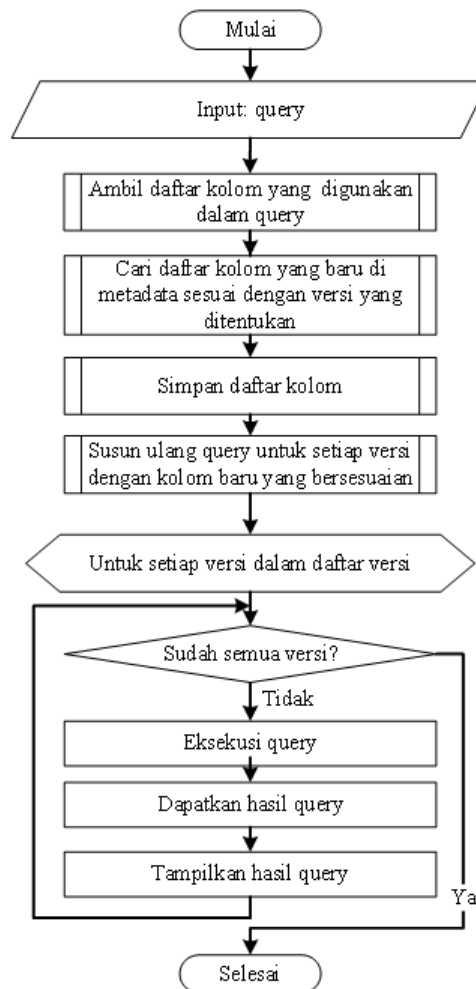 Mulai
Input: query
Ambil daftar kolom yang digunakan
dalam query
Cari daftar kolom yang baru di
metadata sesuai dengan versi yang
ditentukan
Simpan daftar kolom
Susun ulang query untuk setiap versi
dengan kolom baru yang bersesuaian
Untuk setiap versi dalam daftar versi
Sudah semua versi?
Tidak
Eksekusi query
Dapatkan hasil query
Tampilkan hasil query
Ya
Selesai